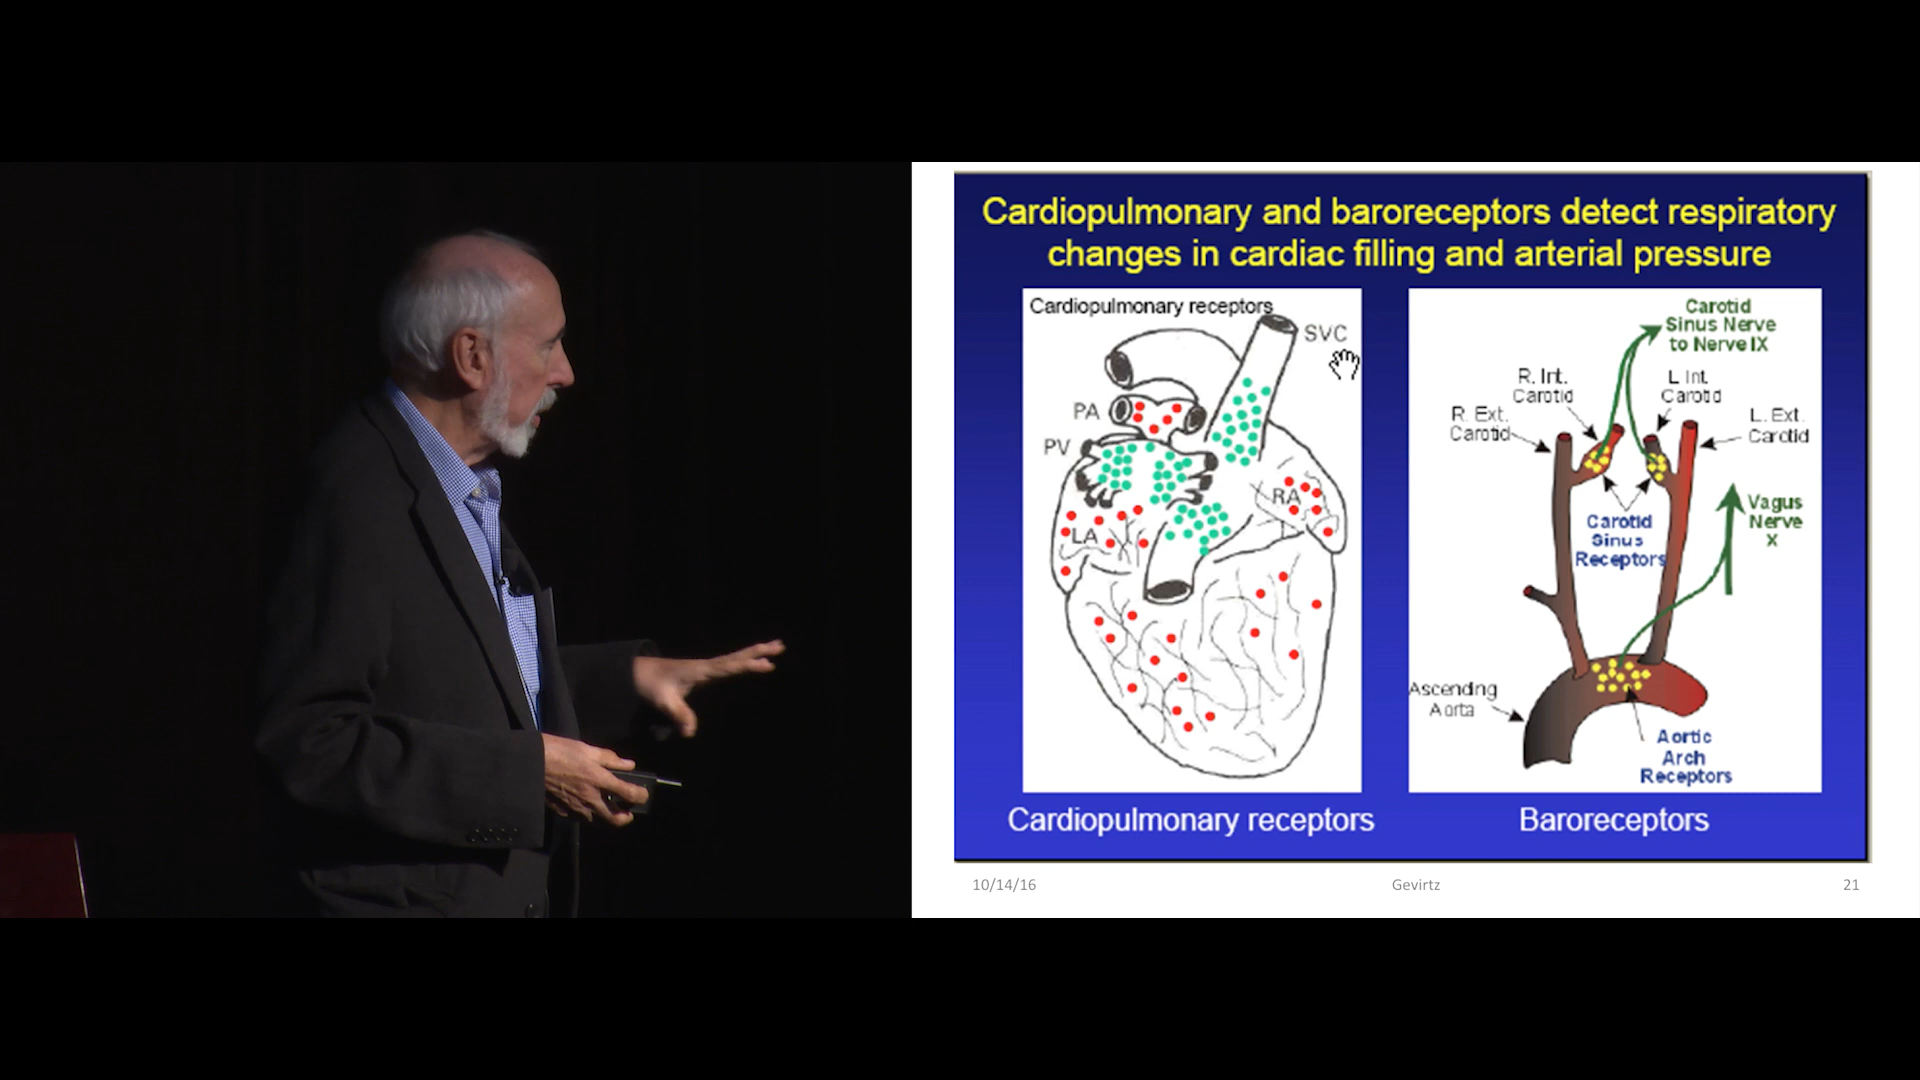 Cardiopulmonary and baroreceptors detect respiratory
changes in cardiac filling and arterial pressure
Cardiopulmonary receptors
SVC
PA
PV
RA
LA
Carotid
Sinus Nerve
to Nerve IX
R. Int.
Carotid
L Int.
Carotid
R. Ext.
Carotid
L. Ext.
Carotid
Carotid
Sinus
Receptors
Vagus
Nerve
X
Ascending
Aorta
Aortic
Arch
Receptors
Cardiopulmonary receptors
Baroreceptors
10/14/16
Gevirtz
21